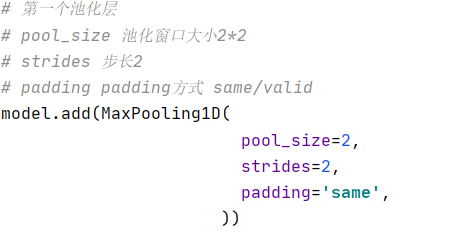 # 第一个池化层
# pool_size 池化窗口大小2*2
# strides 步长2
# padding padding方式 same/valid
model.add(MaxPooling1D(
pool_size=2,
strides=2,
padding='same',
))